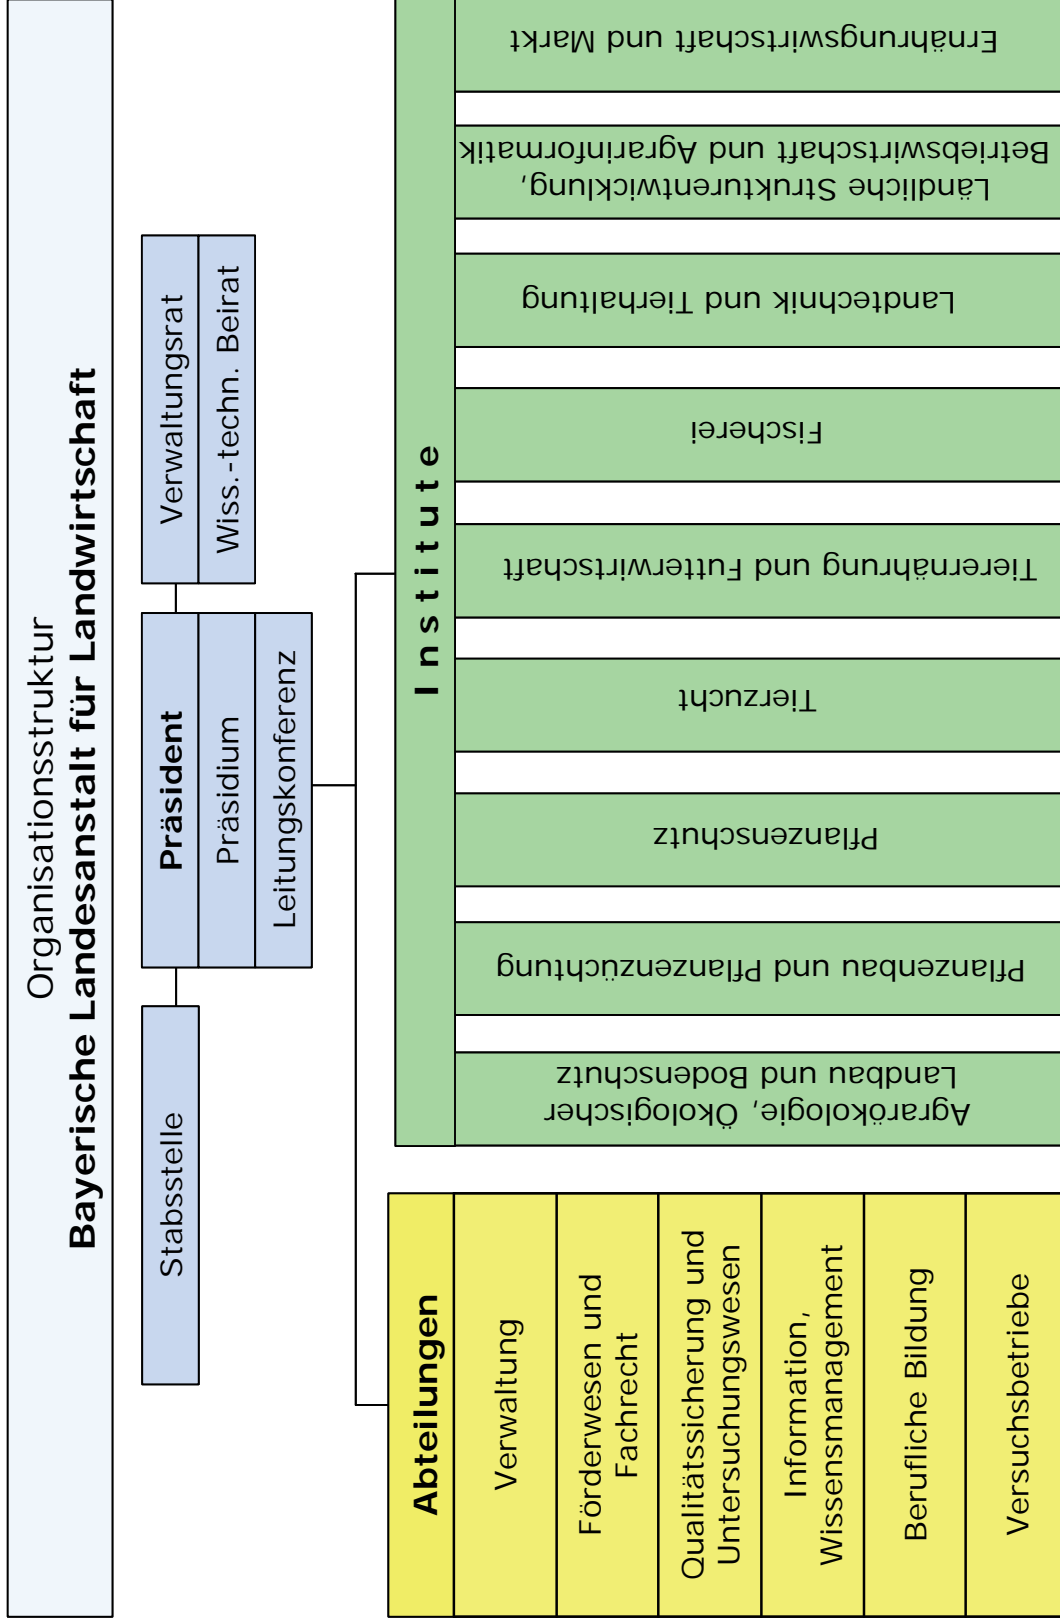 Organisationsstruktur
Bayerische Landesanstalt für Landwirtschaft
Stabsstelle
Präsident
Präsidium
Leitungskonferenz
Verwaltungsrat
Wiss.-techn. Beirat
Abteilungen
Verwaltung
Förderwesen und
Fachrecht
Qualitätssicherung und
Untersuchungswesen
Information,
Wissensmanagement
Berufliche Bildung
Versuchsbetriebe
Institute
Agrarökologie, Ökologischer
Landbau und Bodenschutz
Pflanzenbau und Pflanzenzüchtung
Pflanzenschutz
Tierzucht
Tierernährung und Futterwirtschaft
Fischerei
Landtechnik und Tierhaltung
Ländliche Strukturentwicklung,
Betriebswirtschaft und Agrarinformatik
Ernährungswirtschaft und Markt